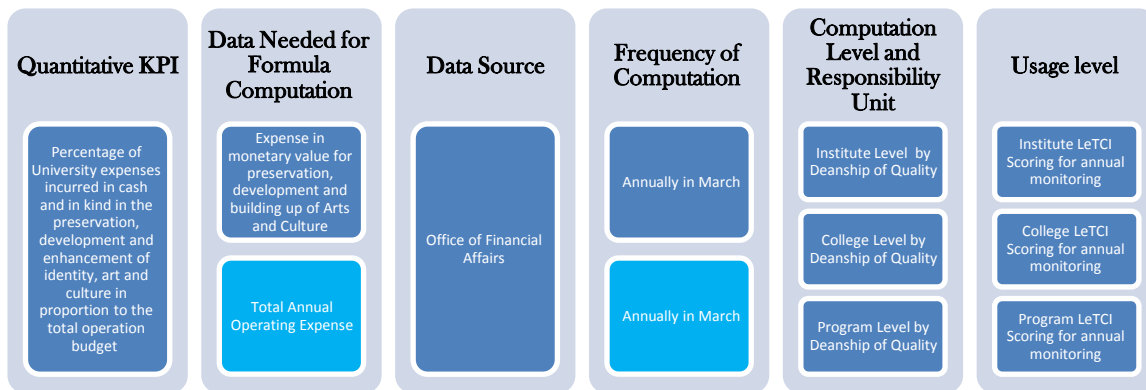 Quantitative KPI
Percentage of
University expenses
incurred in cash
and in kind in the
preservation,
development and
enhancement of
identity, art and
culture in
proportion to the
total operation
budget
Data Needed for
Formula
Computation
Expense in
monetary value for
preservation,
development and
building up of Arts
and Culture
Total Annual
Operating Expense
Data Source
Office of Financial
Affairs
Frequency of
Computation
Annually in March
Annually in March
Computation
Level and
Responsibility
Unit
Institute Level by
Deanship of Quality
College Level by
Deanship of Quality
Program Level by
Deanship of Quality
Usage level
Institute LeTCI
Scoring for annual
monitoring
College LeTCI
Scoring for annual
monitoring
Program LeTCI
Scoring for annual
monitoring